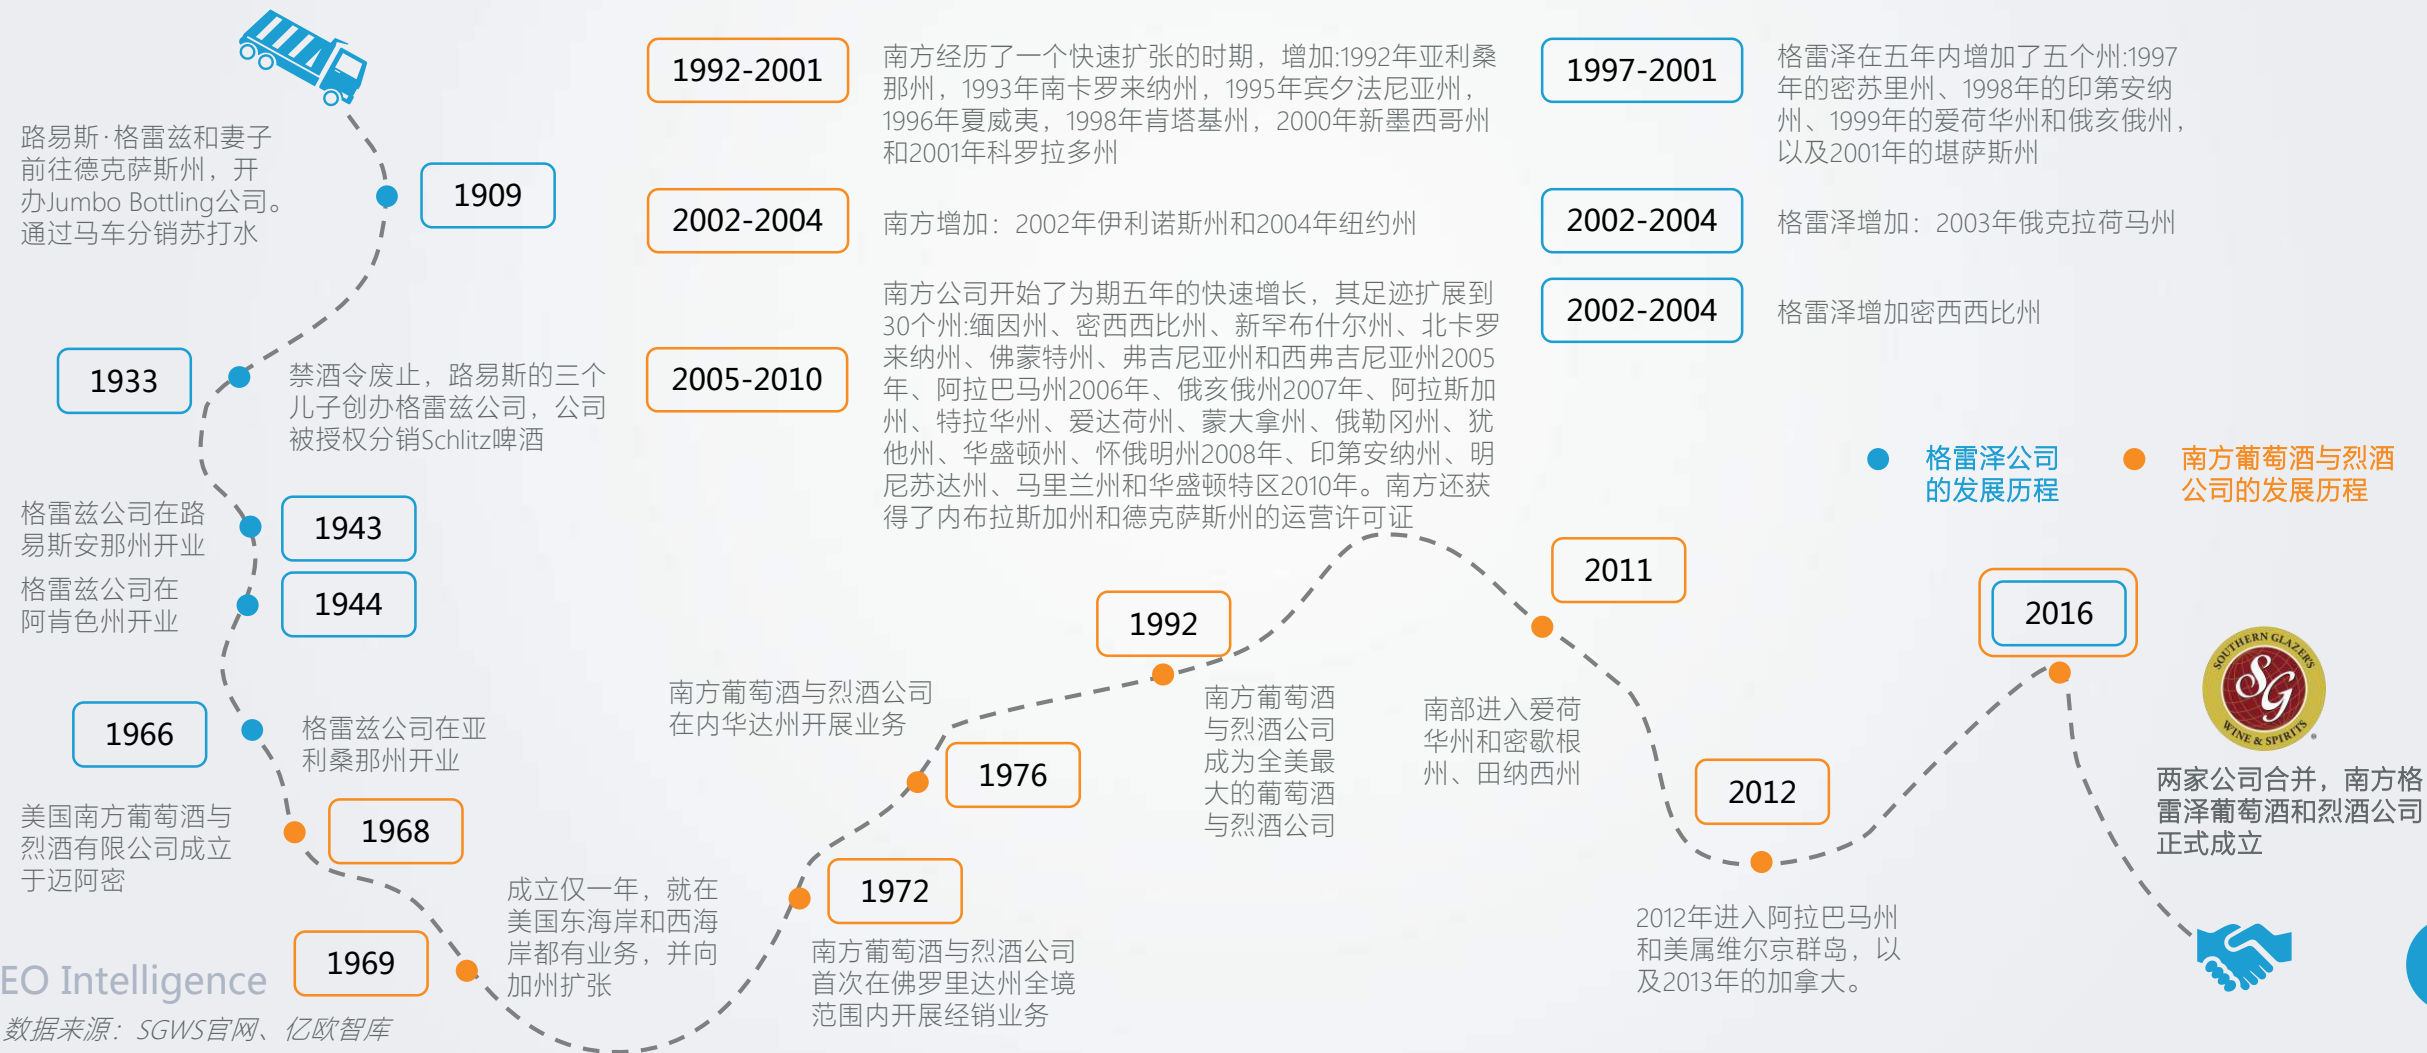 路易斯·格雷兹和妻子
前往德克萨斯州，开
办Jumbo Bottling公司。
通过马车分销苏打水
1909
1933
禁酒令废止，路易斯的三个
儿子创办格雷兹公司，公司
被授权分销Schlitz啤酒
格雷兹公司在路
易斯安那州开业
1943
格雷兹公司在
阿肯色州开业
1944
1966
格雷兹公司在亚
利桑那州开业
美国南方葡萄酒与
烈酒有限公司成立
于迈阿密
1968
1969
成立仅一年，就在
美国东海岸和西海
岸都有业务，并向
加州扩张
1972
南方葡萄酒与烈酒公司
首次在佛罗里达州全境
范围内开展经销业务
南方葡萄酒与烈酒公司
在内华达州开展业务
1976
1992
南方葡萄酒
与烈酒公司
成为全美最
大的葡萄酒
与烈酒公司
1992-2001
南方经历了一个快速扩张的时期，增加:1992年亚利桑
那州，1993年南卡罗来纳州，1995年宾夕法尼亚州，
1996年夏威夷，1998年肯塔基州，2000年新墨西哥州
和2001年科罗拉多州
2002-2004
南方增加：2002年伊利诺斯州和2004年纽约州
2005-2010
南方公司开始了为期五年的快速增长，其足迹扩展到
30个州:缅因州、密西西比州、新罕布什尔州、北卡罗
来纳州、佛蒙特州、弗吉尼亚州和西弗吉尼亚州2005
年、阿拉巴马州2006年、俄亥俄州2007年、阿拉斯加
州、特拉华州、爱达荷州、蒙大拿州、俄勒冈州、犹
他州、华盛顿州、怀俄明州2008年、印第安纳州、明
尼苏达州、马里兰州和华盛顿特区2010年。南方还获
得了内布拉斯加州和德克萨斯州的运营许可证
1997-2001
格雷泽在五年内增加了五个州:1997
年的密苏里州、1998年的印第安纳
州、1999年的爱荷华州和俄亥俄州，
以及2001年的堪萨斯州
2002-2004
格雷泽增加：2003年俄克拉荷马州
2002-2004
格雷泽增加密西西比州
格雷泽公司
的发展历程
南方葡萄酒与烈酒
公司的发展历程
2011
南部进入爱荷
华州和密歇根
州、田纳西州
2012
2012年进入阿拉巴马州
和美属维尔京群岛，以
及2013年的加拿大。
2016
SOUTHERN GLAZER'S
SG
WINE & SPIRITS
两家公司合并，南方格
雷泽葡萄酒和烈酒公司
正式成立
EO Intelligence
数据来源：SGWS官网、亿欧智库